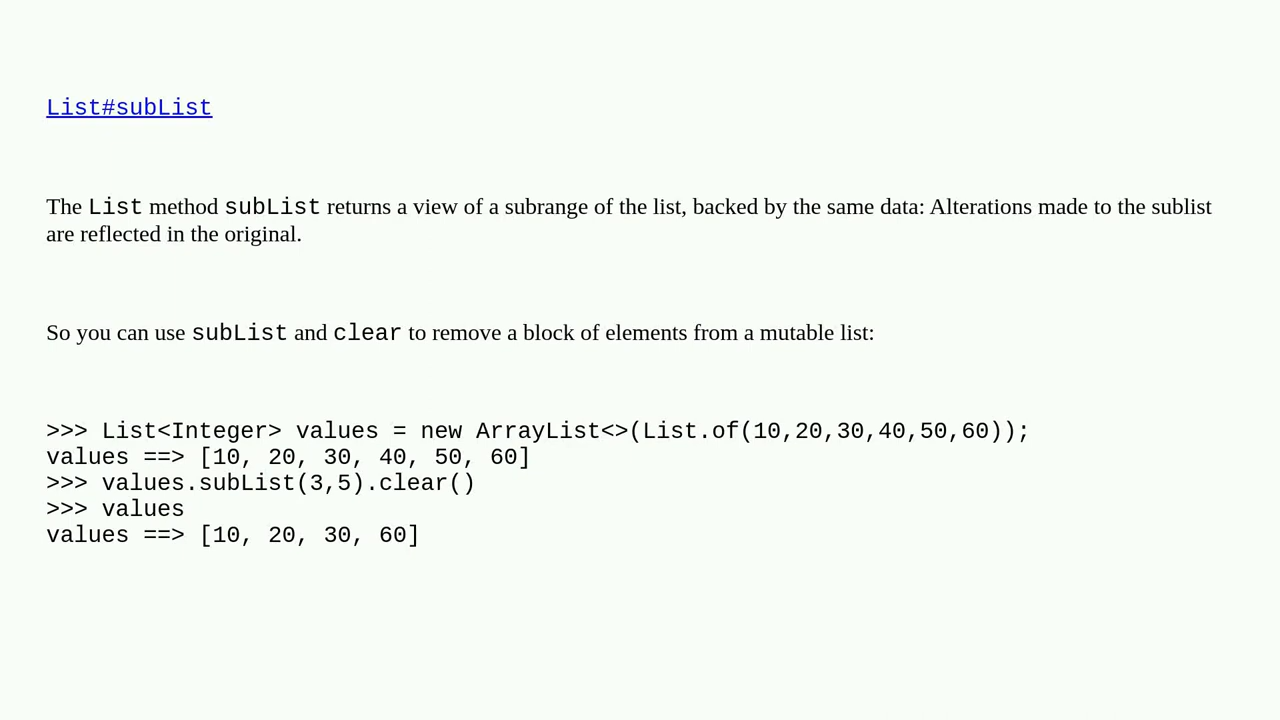 List#subList
The List method subList returns a view of a subrange of the list, backed by the same data: Alterations made to the sublist
are reflected in the original.
So you can use subList and clear to remove a block of elements from a mutable list:
>>> List<Integer> values = new ArrayList<>(List.of(10,20,30,40,50,60));
values ==> [10, 20, 30, 40, 50, 60]
>>> values.subList(3,5).clear()
>>> values
values ==> [10, 20, 30, 60]